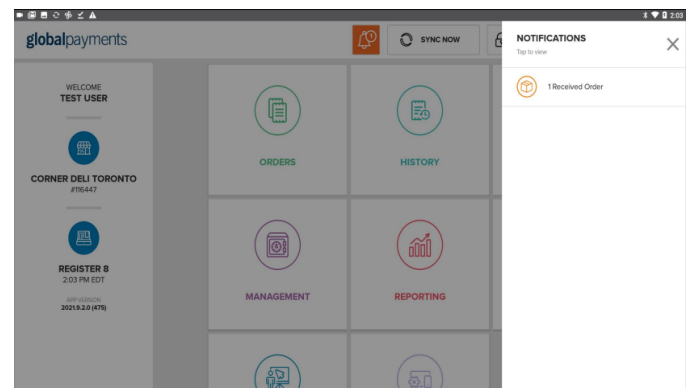 2:03
globalpayments
SYNC NOW
NOTIFICATIONS
Tap to view
1 Received Order
WELCOME
TEST USER
CORNER DELI TORONTO
#116447
REGISTER 8
2:03 PM EDT
APP VERSION
2021.9.2.0 (475)
ORDERS
HISTORY
MANAGEMENT
REPORTING